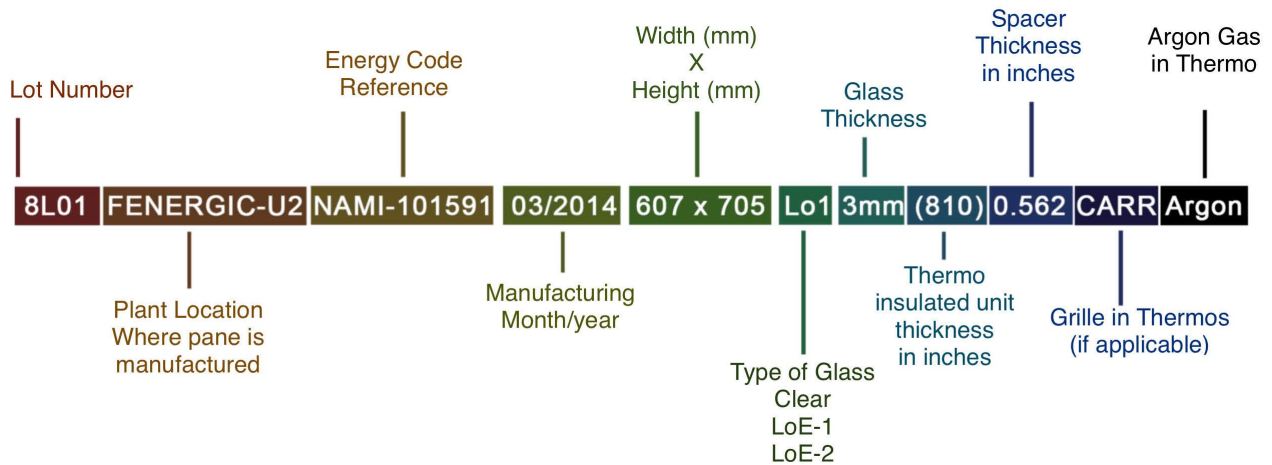 Lot Number
Energy Code
Reference
Width (mm)
X
Height (mm)
Glass
Thickness
Spacer
Thickness
in inches
Argon Gas
in Thermo
8L01 FENERGIC-U2 NAMI-101591 03/2014 607 x 705 Lo1 3mm (810) 0.562 CARR Argon
Plant Location
Where pane is
manufactured
Manufacturing
Month/year
Type of Glass
Clear
LoE-1
LoE-2
Thermo
insulated unit
thickness
in inches
Grille in Thermos
(if applicable)